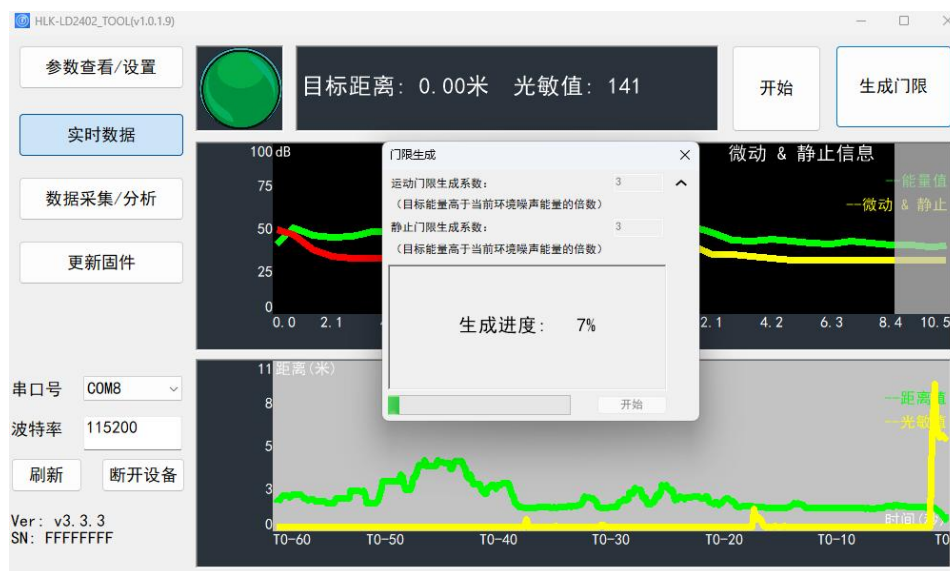 HLK-LD2402_TOOL(v1.0.1.9)
参数查看/设置
实时数据
数据采集/分析
更新固件
串口号 COM8
波特率 115200
刷新 断开设备
Ver: v3.3.3
SN: FFFFFFFF
目标距离: 0.00米 光敏值: 141
开始
生成门限
100 dB
75
50
25
0
0.0 2.1
微动 & 静止信息
--能量值
--微动 & 静止
2.1 4.2 6.3 8.4 10.5
门限生成
运动门限生成系数: 3
(目标能量高于当前环境噪声能量的倍数)
静止门限生成系数: 3
(目标能量高于当前环境噪声能量的倍数)
生成进度: 7%
开始
11 距离(米)
8
5
3
0
--距离值
--光敏值
T0-60 T0-50 T0-40 T0-30 T0-20 T0-10 T0